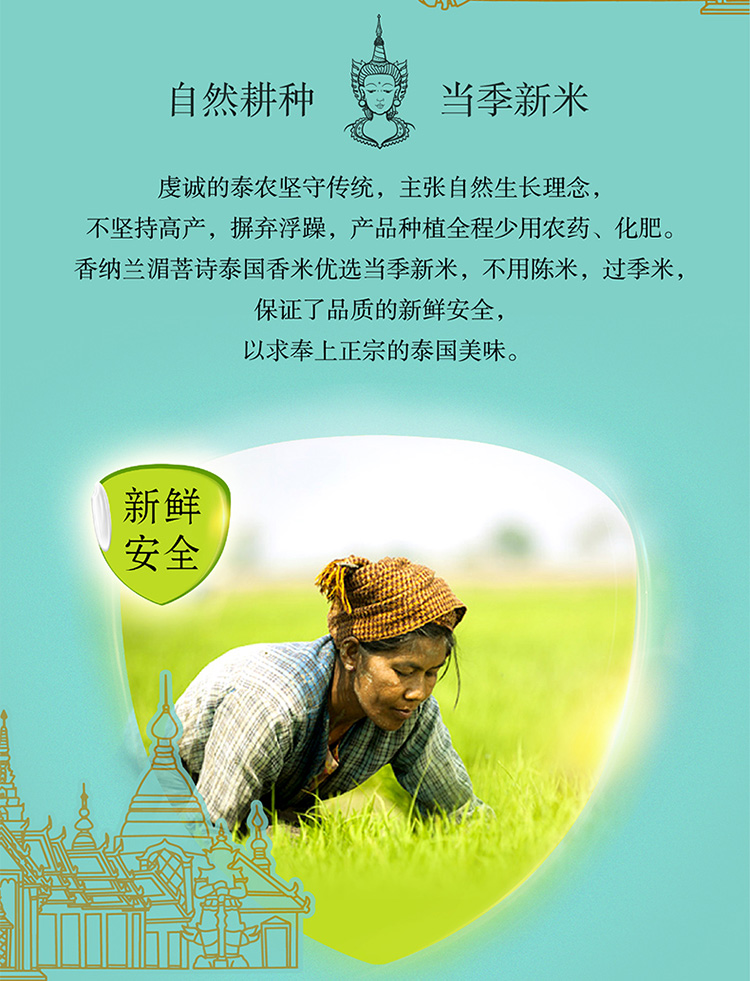 自然耕种 当季新米
虔诚的泰农坚守传统，主张自然生长理念，
不坚持高产，摒弃浮躁，产品种植全程少用农药、化肥。
香纳兰湄菩诗泰国香米优选当季新米，不用陈米，过季米，
保证了品质的新鲜安全，
以求奉上正宗的泰国美味。
新鲜
安全